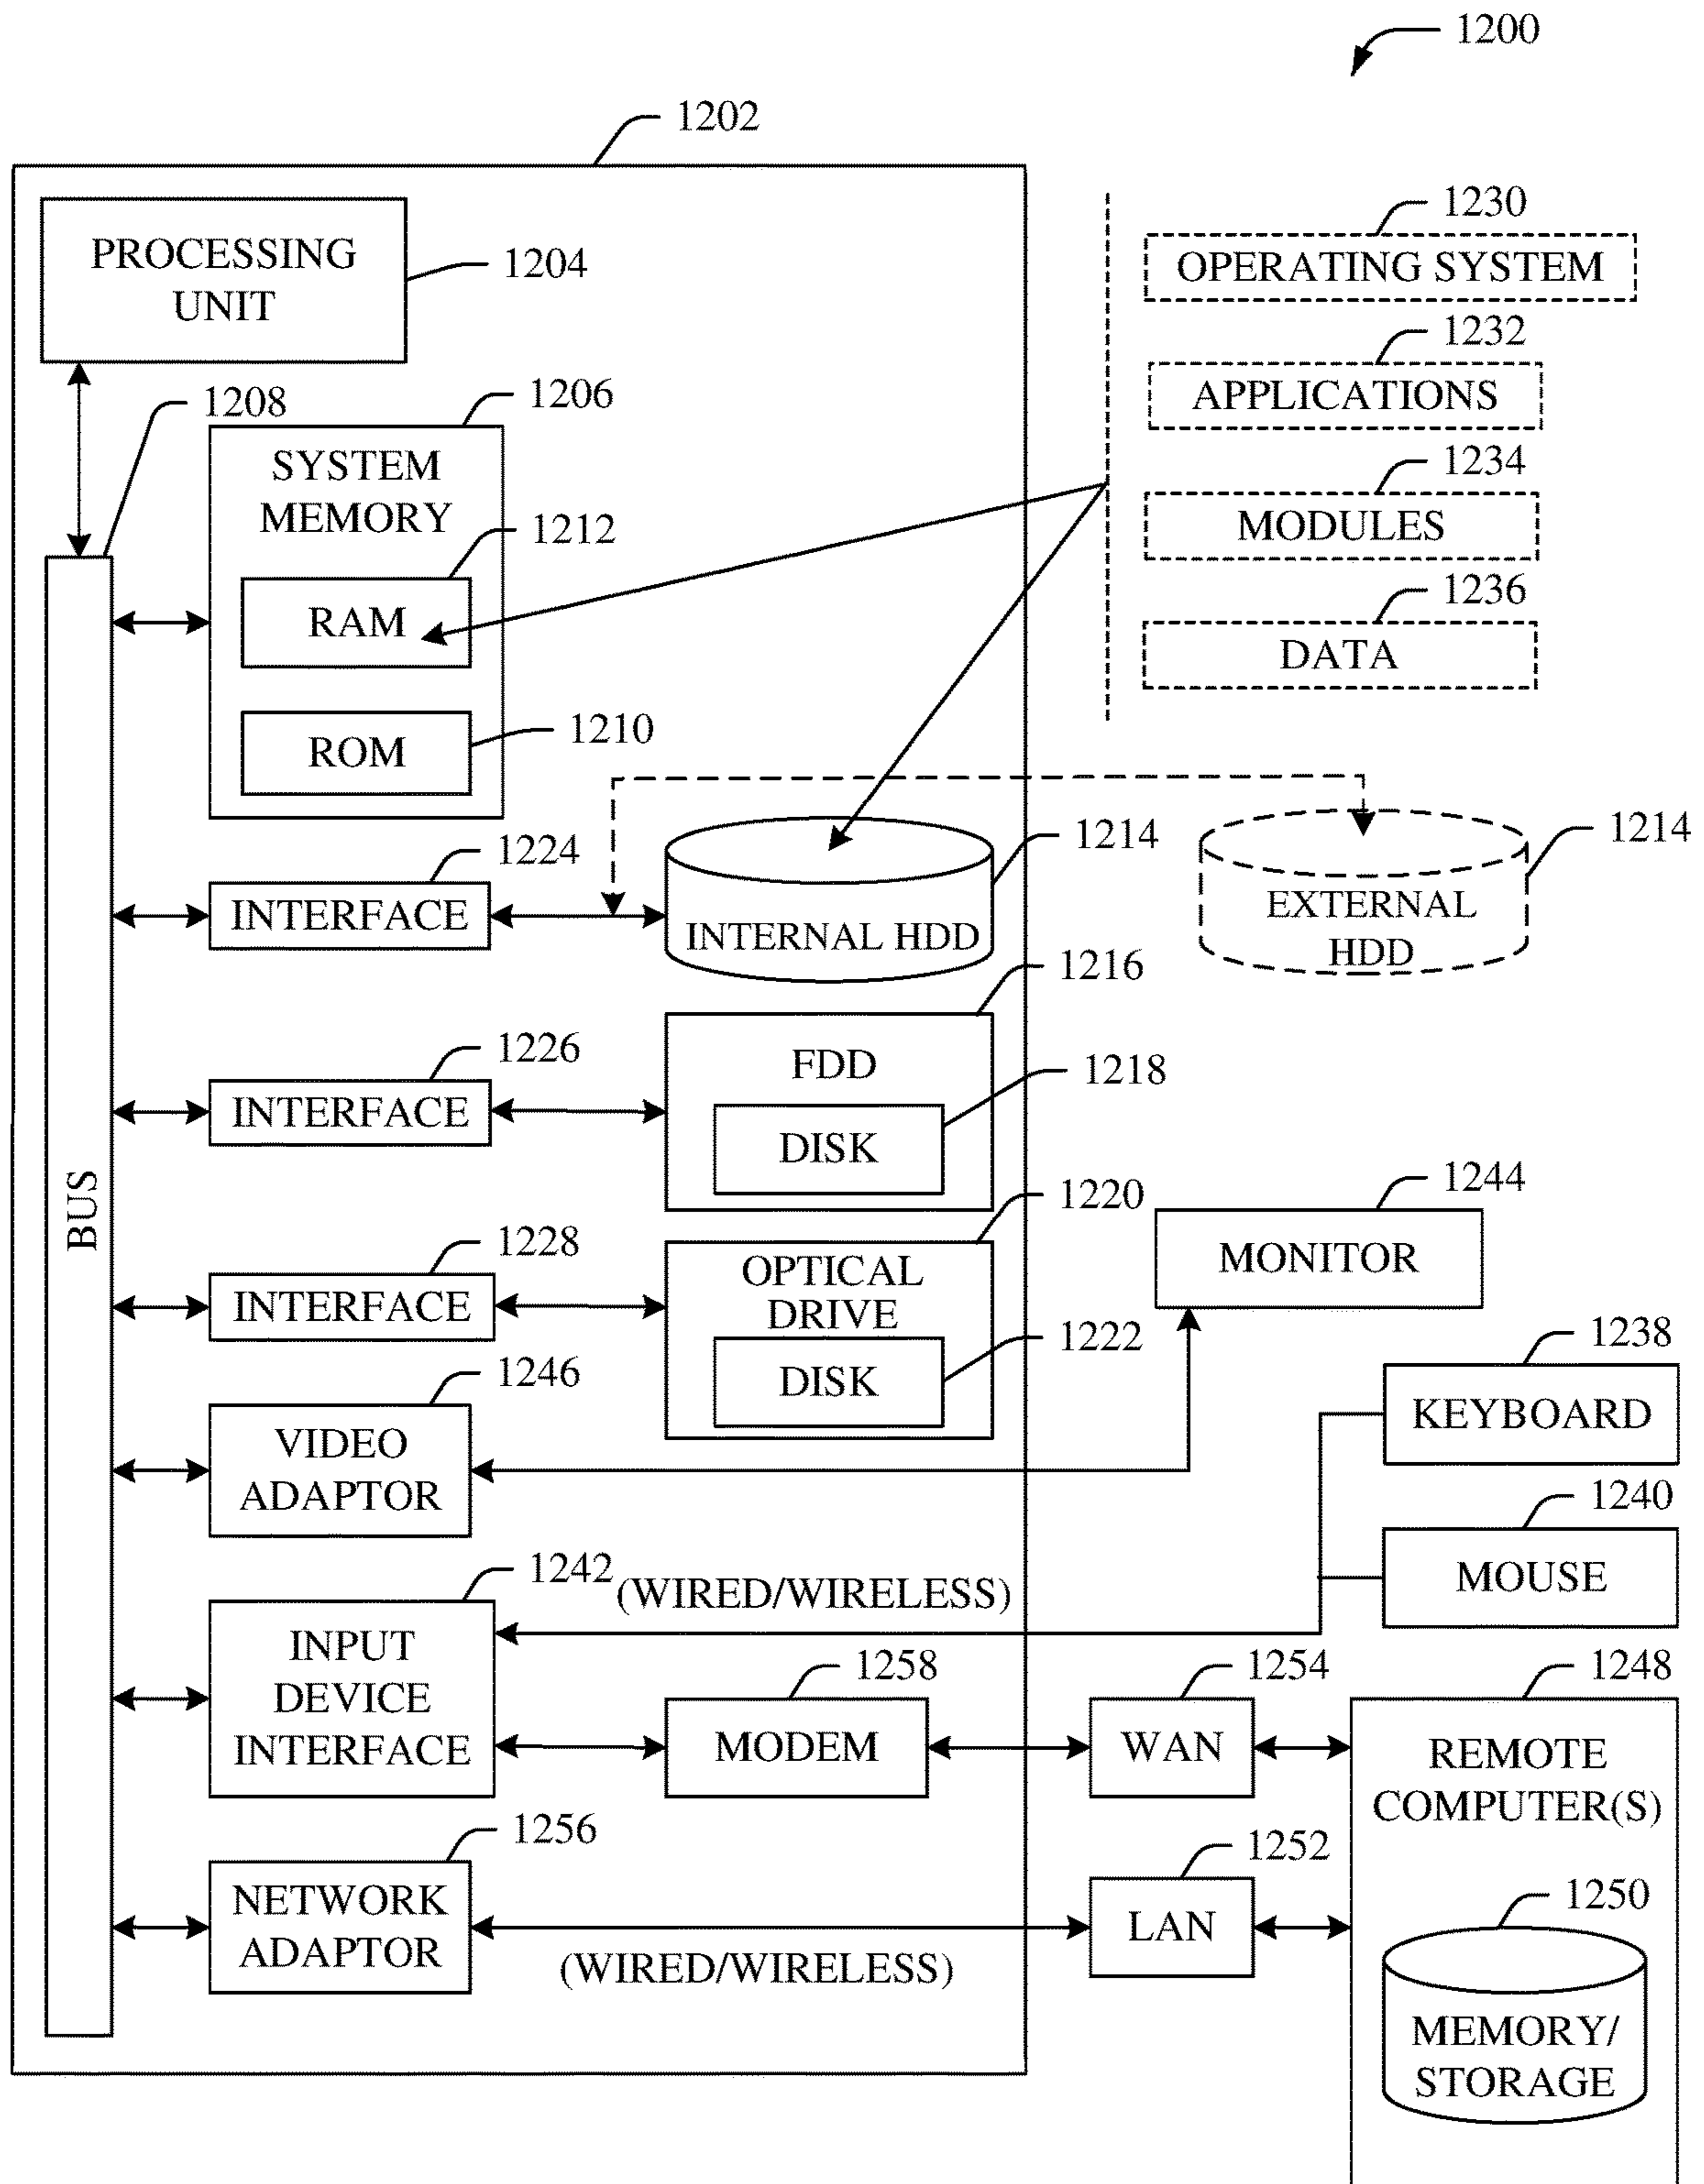 1200
1202
PROCESSING
UNIT
1204
1230
OPERATING SYSTEM
1232
APPLICATIONS
1234
MODULES
1236
DATA
1208
1206
SYSTEM
MEMORY
1212
RAM
1210
ROM
1224
INTERFACE
1214
INTERNAL HDD
1214
EXTERNAL
HDD
1226
INTERFACE
1216
FDD
1218
DISK
BUS
1228
INTERFACE
1220
OPTICAL
DRIVE
1222
DISK
1244
MONITOR
1246
VIDEO
ADAPTOR
1238
KEYBOARD
1240
MOUSE
1242
(WIRED/WIRELESS)
INPUT
DEVICE
INTERFACE
1258
MODEM
1254
WAN
1248
REMOTE
COMPUTER(S)
1256
NETWORK
ADAPTOR
(WIRED/WIRELESS)
1252
LAN
1250
MEMORY/
STORAGE